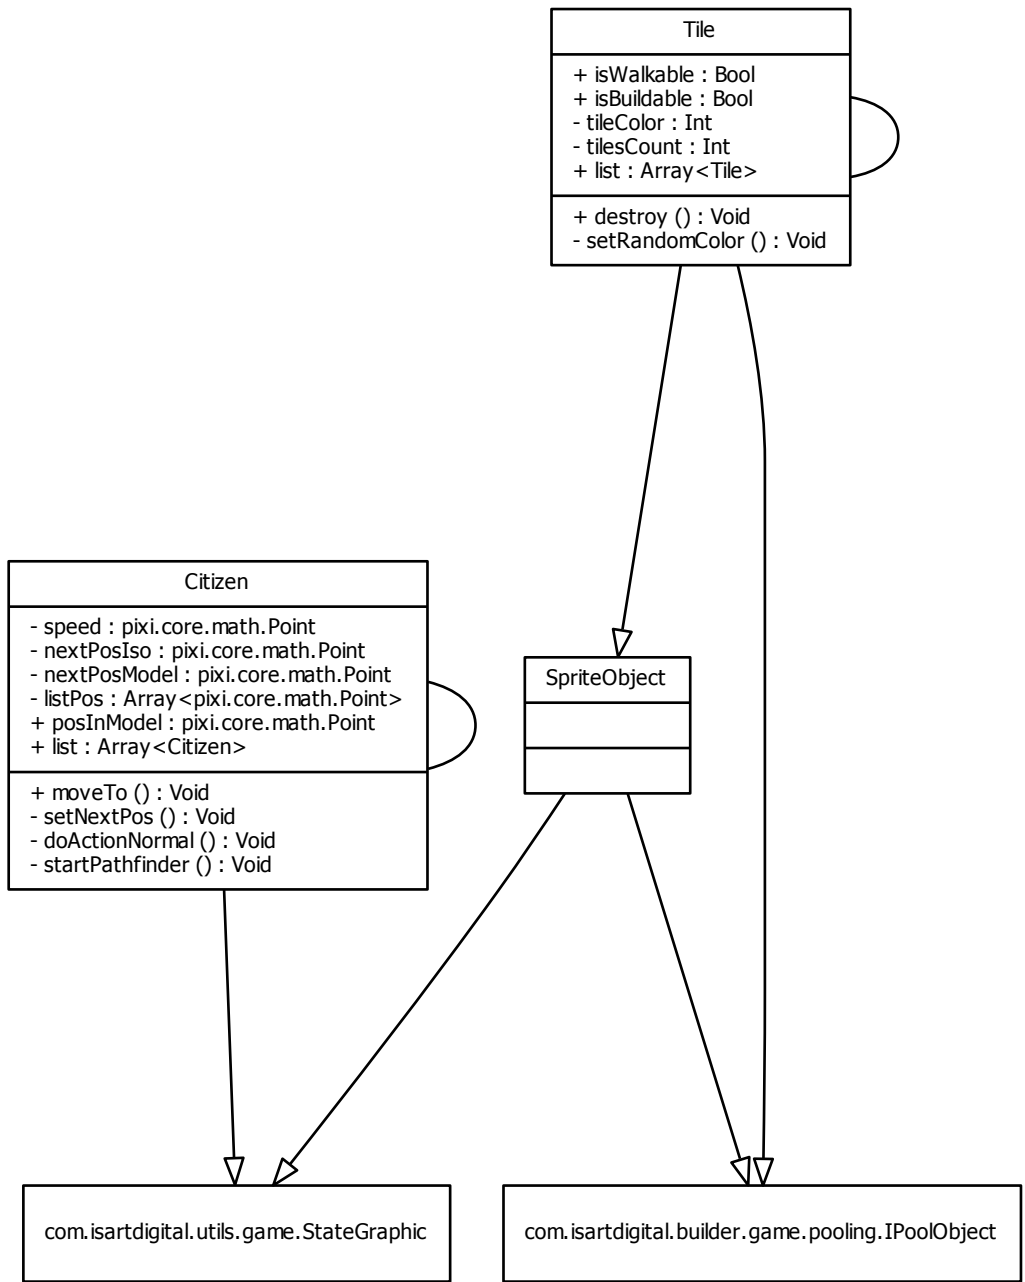 Tile
+ isWalkable : Bool
+ isBuildable : Bool
- tileColor : Int
- tilesCount : Int
+ list : Array<Tile>
+ destroy () : Void
- setRandomColor () : Void
Citizen
- speed : pixi.core.math.Point
- nextPosIso : pixi.core.math.Point
- nextPosModel : pixi.core.math.Point
- listPos : Array<pixi.core.math.Point>
+ posInModel : pixi.core.math.Point
+ list : Array<Citizen>
+ moveTo () : Void
- setNextPos () : Void
- doActionNormal () : Void
- startPathfinder () : Void
SpriteObject
com.isartdigital.utils.game.StateGraphic
com.isartdigital.builder.game.pooling.IPoolObject